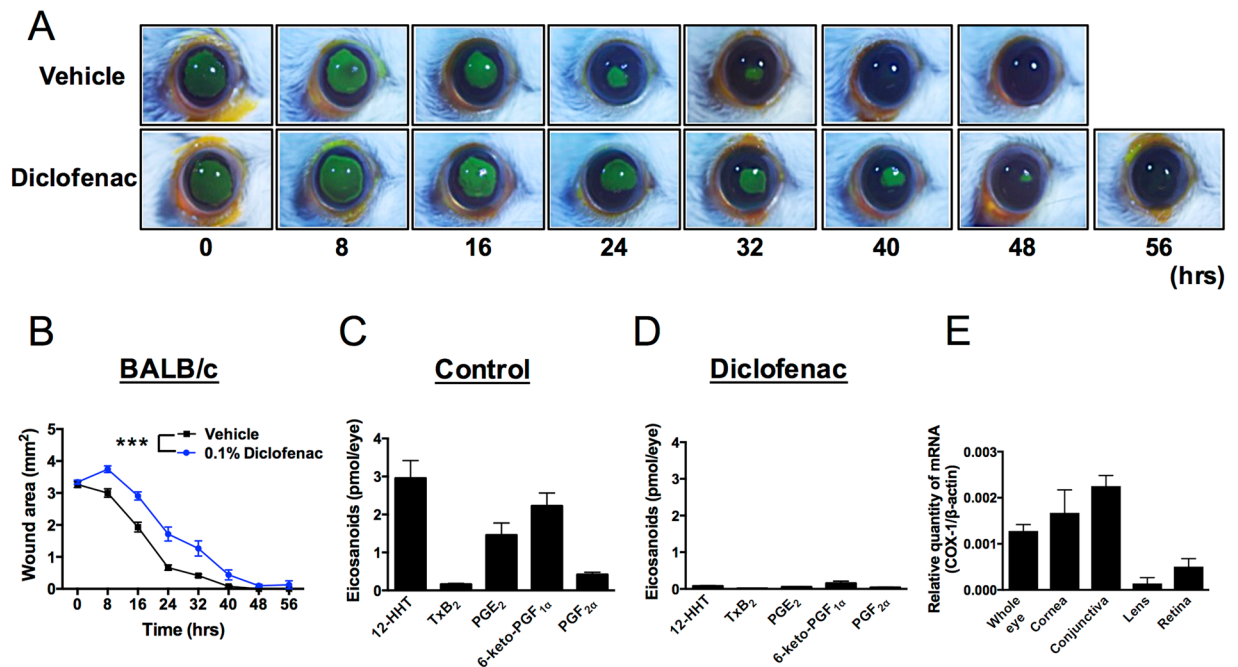 A
Vehicle
Diclofenac
0 8 16 24 32 40 48 56
(hrs)
B
BALB/c
Wound area (mm²)
5
4
3
2
1
0
***
Vehicle
0.1% Diclofenac
0 8 16 24 32 40 48 56
Time (hrs)
C
Control
Eicosanoids (pmol/eye)
4
3
2
1
0
12-HHT
TxB₂
PGE₂
6-keto-PGF₁α
PGF₂α
D
Diclofenac
Eicosanoids (pmol/eye)
4
3
2
1
0
12-HHT
TxB₂
PGE₂
6-keto-PGF₁α
PGF₂α
E
Relative quantity of mRNA
(COX-1/β-actin)
0.003
0.002
0.001
0.000
Whole
eye
Cornea
Conjunctiva
Lens
Retina